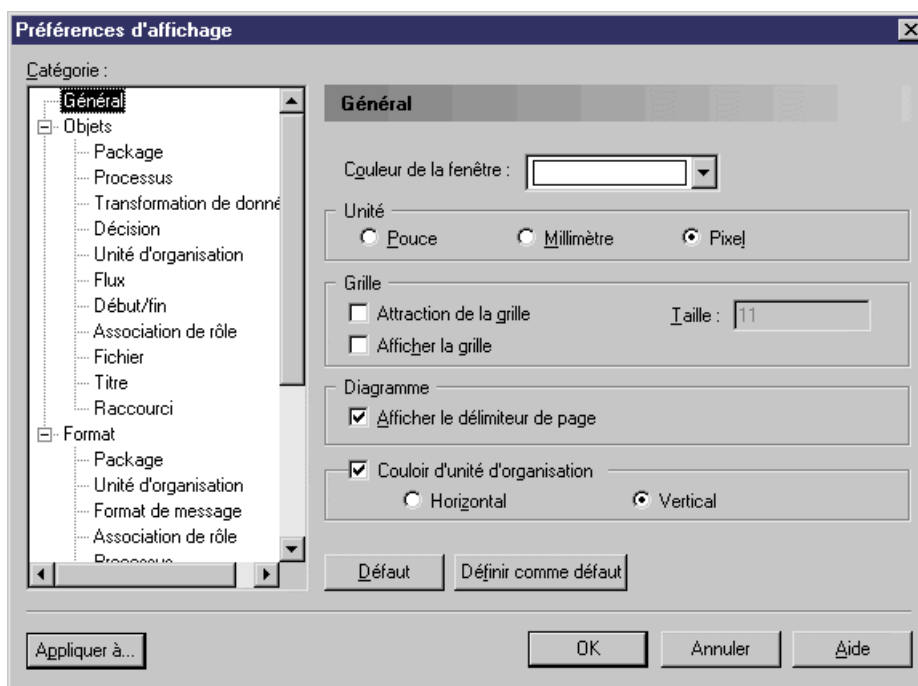 Préférences d'affichage
Catégorie :
Général
Objets
Package
Processus
Transformation de donné
Décision
Unité d'organisation
Flux
Début/fin
Association de rôle
Fichier
Titre
Raccourci
Format
Package
Unité d'organisation
Format de message
Association de rôle
Processus
Général
Couleur de la fenêtre :
Unité
Pouce Millimètre Pixel
Grille
Attraction de la grille Taille : 11
Afficher la grille
Diagramme
Afficher le délimiteur de page
Couloir d'unité d'organisation
Horizontal Vertical
Défaut Définir comme défaut
Appliquer à... OK Annuler Aide